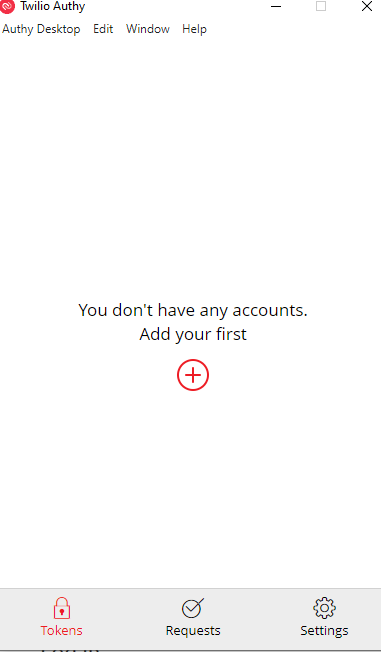 Twilio Authy
Authy Desktop Edit Window Help
You don't have any accounts.
Add your first
Tokens Requests Settings